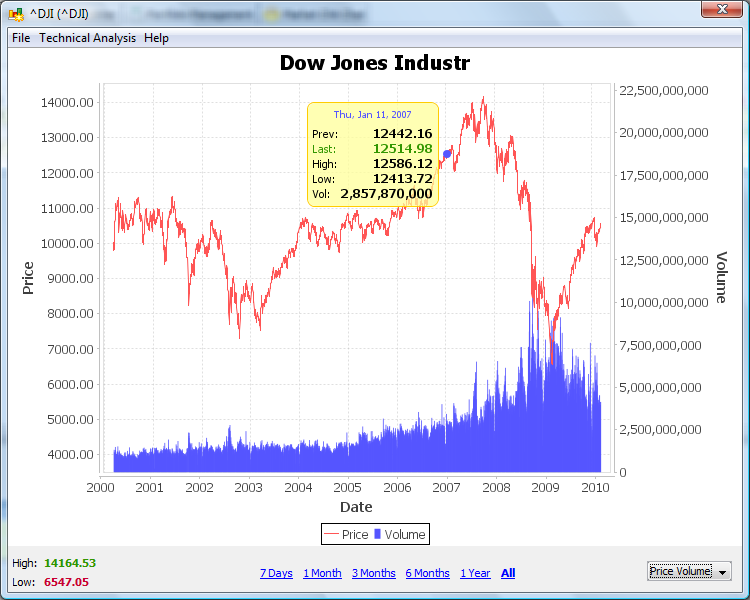 ^DJI (^DJI)
File Technical Analysis Help
Dow Jones Industr
14000.00
13000.00
12000.00
11000.00
10000.00
9000.00
8000.00
7000.00
6000.00
5000.00
4000.00
Price
Thu, Jan 11, 2007
Prev: 12442.16
Last: 12514.98
High: 12586.12
Low: 12413.72
Vol: 2,857,870,000
22,500,000,000
20,000,000,000
17,500,000,000
15,000,000,000
12,500,000,000
10,000,000,000
7,500,000,000
5,000,000,000
2,500,000,000
0
Volume
2000 2001 2002 2003 2004 2005 2006 2007 2008 2009 2010
Date
Price Volume
High: 14164.53
Low: 6547.05
7 Days 1 Month 3 Months 6 Months 1 Year All
Price Volume